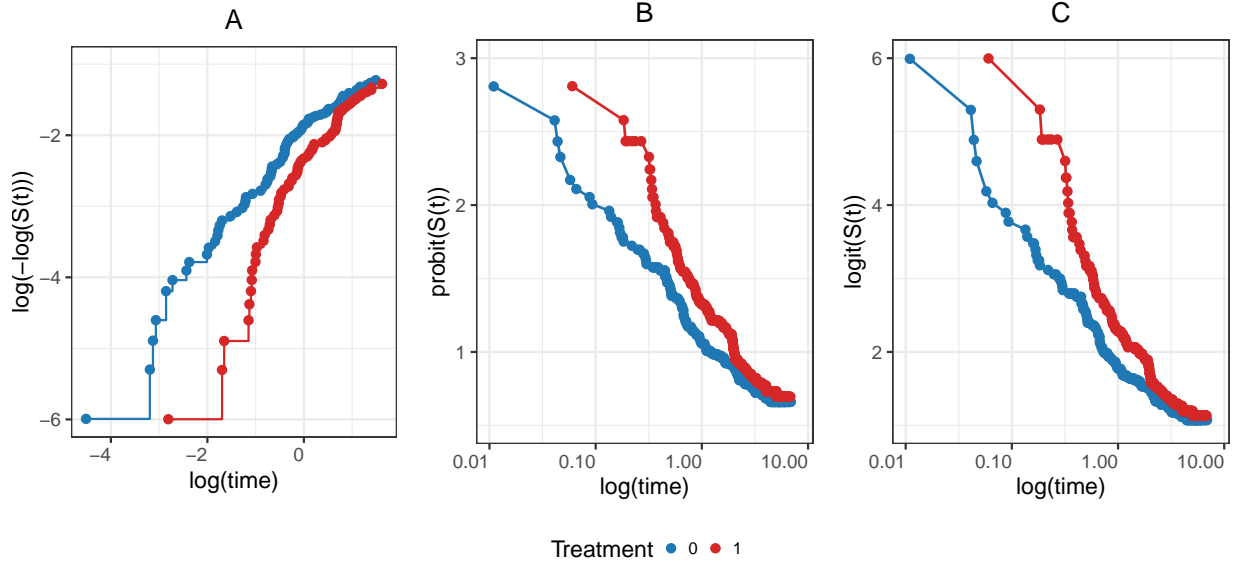 A
log(−log(S(t)))
−2
−4
−6
−4
−2
0
log(time)
B
probit(S(t))
3
2
1
0.01
0.10
1.00
10.00
log(time)
C
logit(S(t))
6
4
2
0.01
0.10
1.00
10.00
log(time)
Treatment 0 1